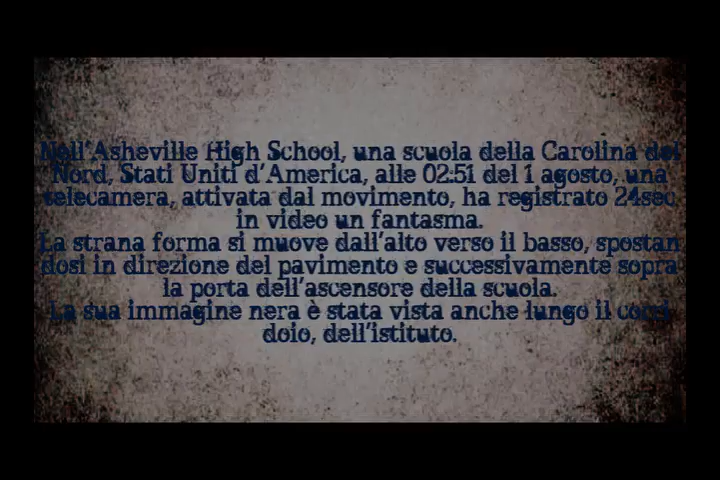 Nell'Asheville High School, una scuola della Carolina del
Nord, Stati Uniti d'America, alle 02:51 del 1 agosto, una
telecamera, attivata dal movimento, ha registrato 24sec
in video un fantasma.
La strana forma si muove dall'alto verso il basso, spostan
dosi in direzione del pavimento e successivamente sopra
la porta dell'ascensore della scuola.
La sua immagine nera è stata vista anche lungo il corri
doio, dell'istituto.